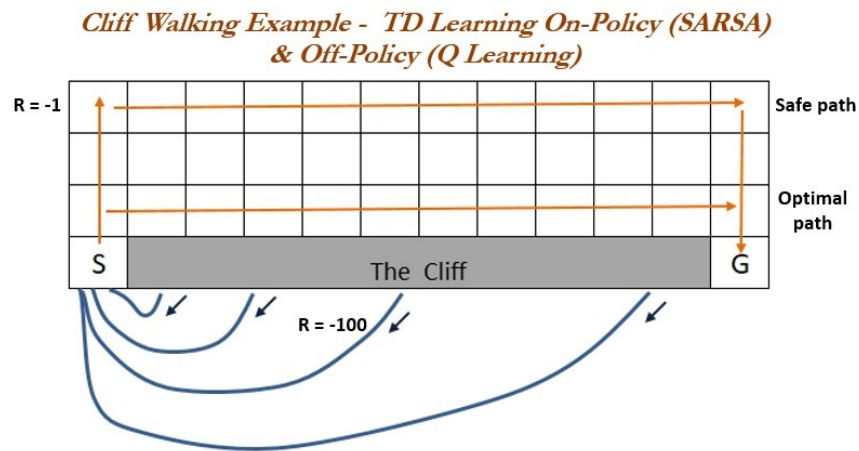 Cliff Walking Example - TD Learning On-Policy (SARSA)
& Off-Policy (Q Learning)
R = -1
Safe path
Optimal
path
S
The Cliff
G
R = -100